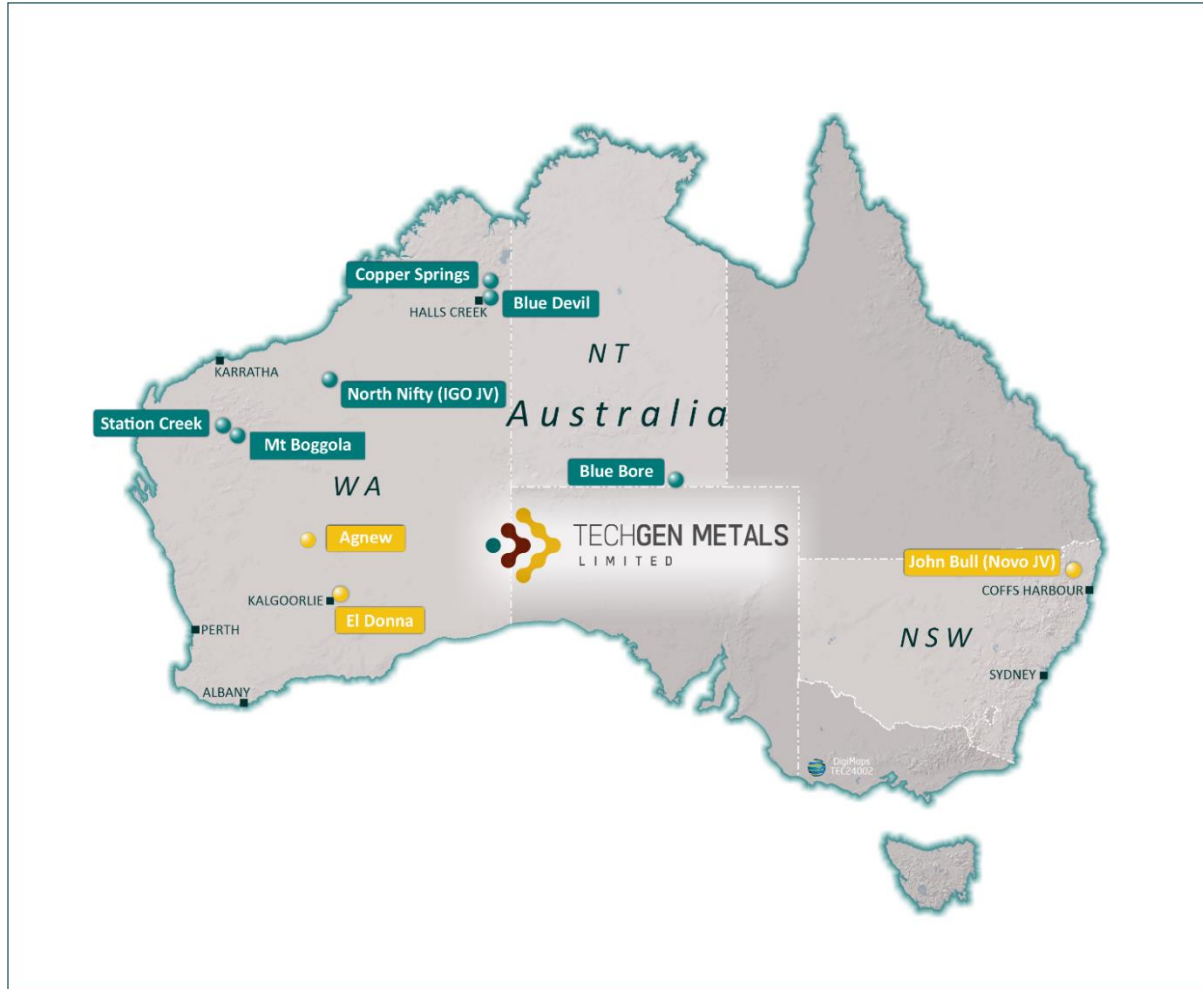 Copper Springs
HALLS CREEK
Blue Devil
NT
KARRATHA
North Nifty (IGO JV)
Australia
Station Creek
Mt Boggola
WA
Blue Bore
Agnew
TECHGEN METALS
LIMITED
John Bull (Novo JV)
COFFS HARBOUR
KALGOORLIE
El Donna
PERTH
NSW
SYDNEY
ALBANY
DigiMaps
TEC24002